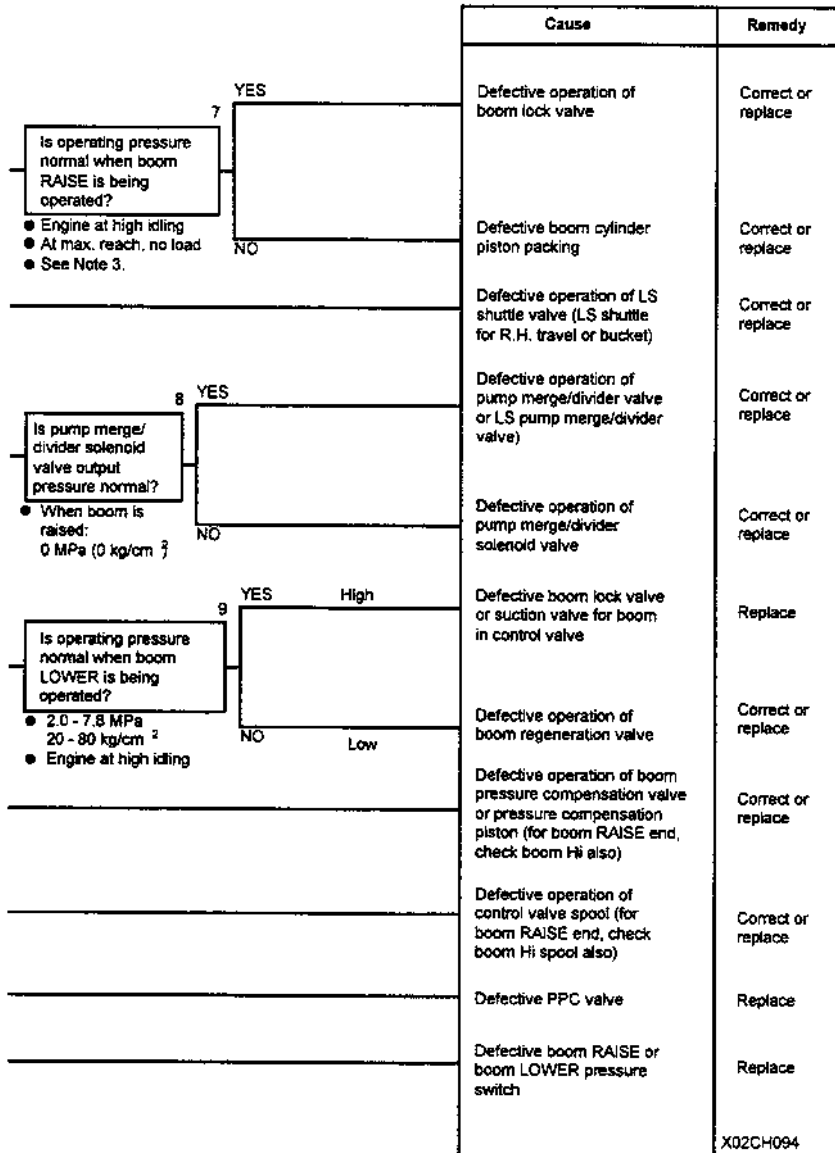 Cause Remedy
YES
7
Is operating pressure
normal when boom
RAISE is being
operated?
● Engine at high idling
● At max. reach, no load
● See Note 3.
NO
Defective operation of
boom lock valve
Correct or
replace
Defective boom cylinder
piston packing
Correct or
replace
Defective operation of LS
shuttle valve (LS shuttle
for R.H. travel or bucket)
Correct or
replace
YES
8
Is pump merge/
divider solenoid
valve output
pressure normal?
● When boom is
raised:
0 MPa (0 kg/cm 2)
NO
Defective operation of
pump merge/divider valve
or LS pump merge/divider
valve)
Correct or
replace
Defective operation of
pump merge/divider
solenoid valve
Correct or
replace
YES High
9
Is operating pressure
normal when boom
LOWER is being
operated?
● 2.0 - 7.8 MPa
20 - 80 kg/cm 2
● Engine at high idling
NO Low
Defective boom lock valve
or suction valve for boom
in control valve
Replace
Defective operation of
boom regeneration valve
Correct or
replace
Defective operation of boom
pressure compensation valve
or pressure compensation
piston (for boom RAISE end,
check boom Hi also)
Correct or
replace
Defective operation of
control valve spool (for
boom RAISE end, check
boom Hi spool also)
Correct or
replace
Defective PPC valve
Replace
Defective boom RAISE or
boom LOWER pressure
switch
Replace
X02CH094